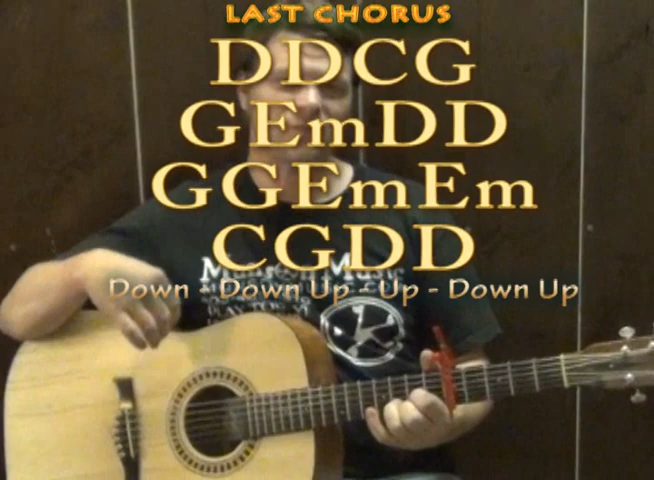 LAST CHORUS
DDCG
GEmDD
GGEmEm
CGDD
Down - Down Up - Up - Down Up